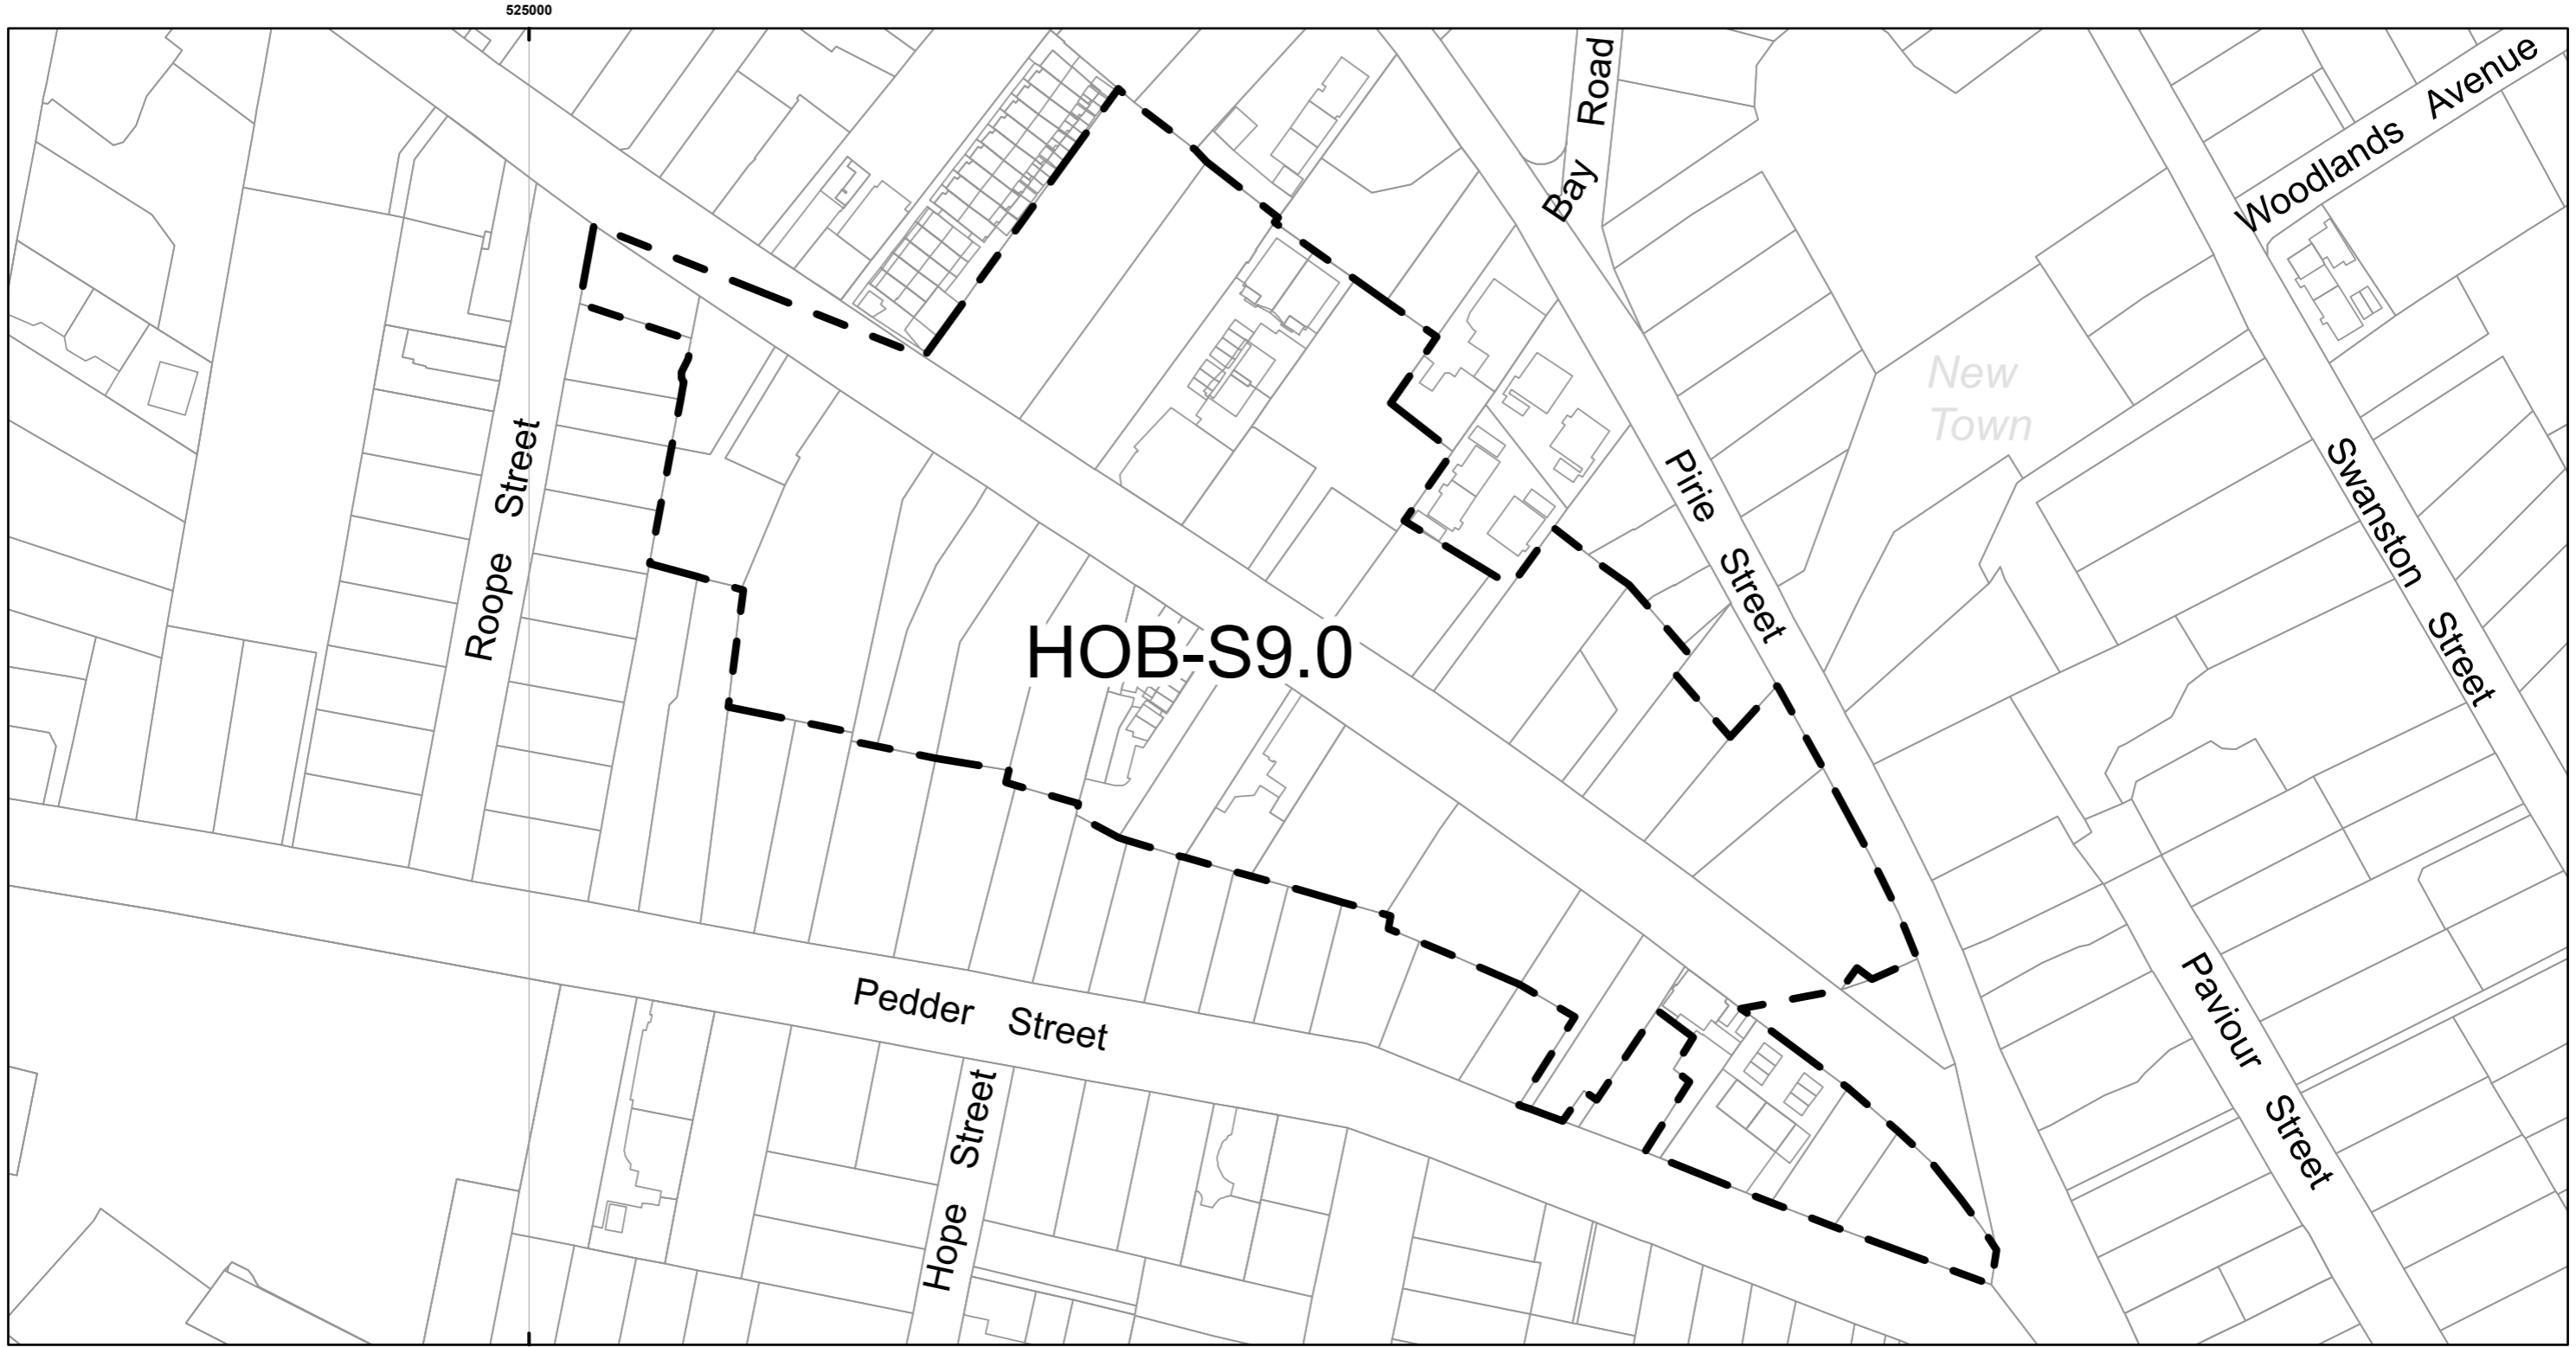 525000
Bay Road
Woodlands Avenue
New
Town
Roope Street
Pirie Street
Swanston Street
HOB-S9.0
Pedder Street
Hope Street
Paviour Street